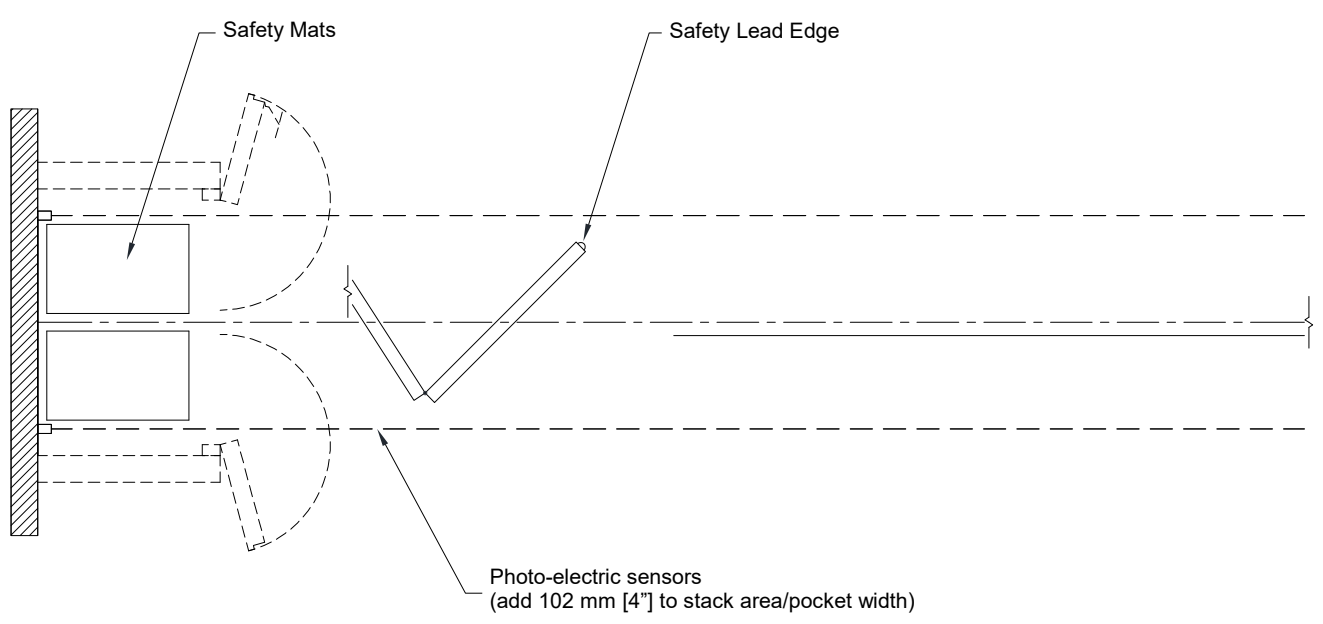 Safety Mats
Safety Lead Edge
Photo-electric sensors
(add 102 mm [4”] to stack area/pocket width)